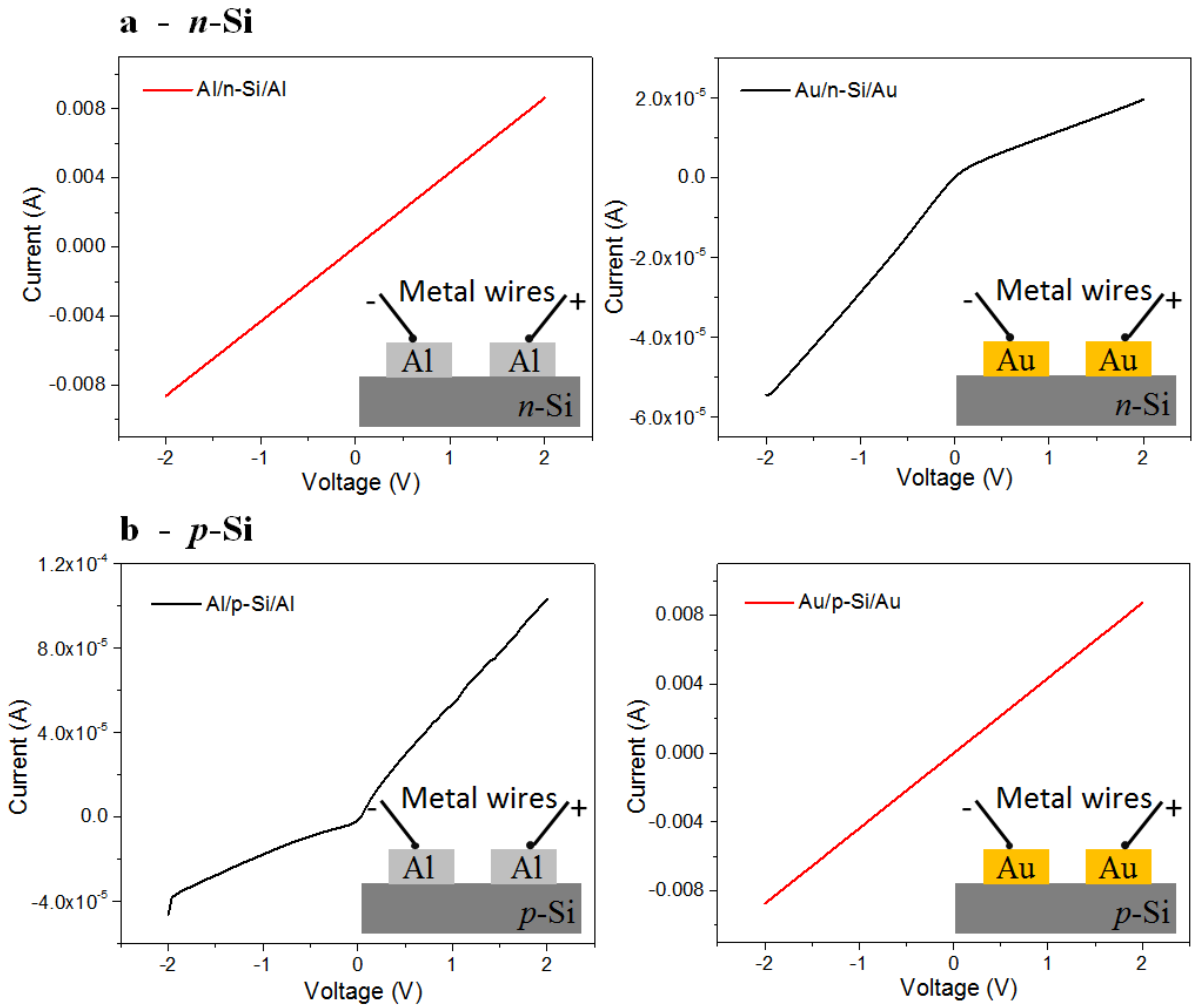 a - n-Si
Al/n-Si/Al
0.008
0.004
0.000
-0.004
-0.008
Current (A)
-2
-1
0
1
2
Voltage (V)
- Metal wires +
Al Al
n-Si
Au/n-Si/Au
2.0x10⁻⁵
0.0
-2.0x10⁻⁵
-4.0x10⁻⁵
-6.0x10⁻⁵
Current (A)
-2
-1
0
1
2
Voltage (V)
- Metal wires +
Au Au
n-Si
b - p-Si
Al/p-Si/Al
1.2x10⁻⁴
8.0x10⁻⁵
4.0x10⁻⁵
0.0
-4.0x10⁻⁵
Current (A)
-2
-1
0
1
2
Voltage (V)
- Metal wires +
Al Al
p-Si
Au/p-Si/Au
0.008
0.004
0.000
-0.004
-0.008
Current (A)
-2
-1
0
1
2
Voltage (V)
- Metal wires +
Au Au
p-Si